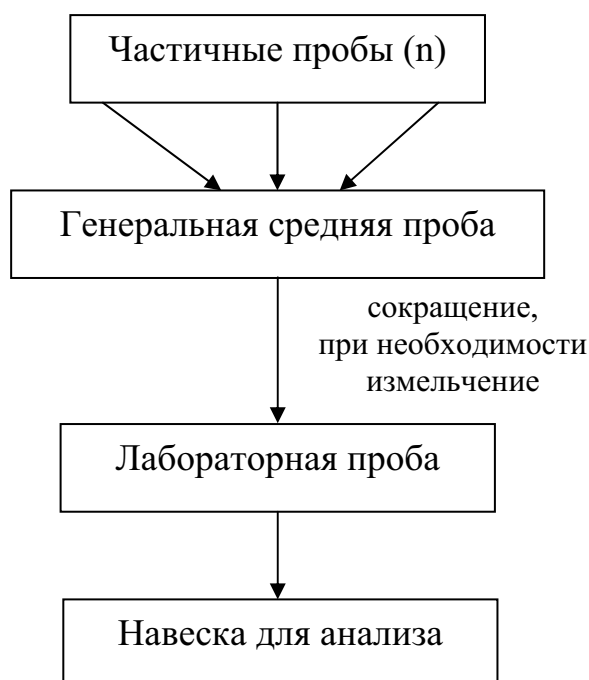 Частичные пробы (n)
Генеральная средняя проба
сокращение,
при необходимости
измельчение
Лабораторная проба
Навеска для анализа